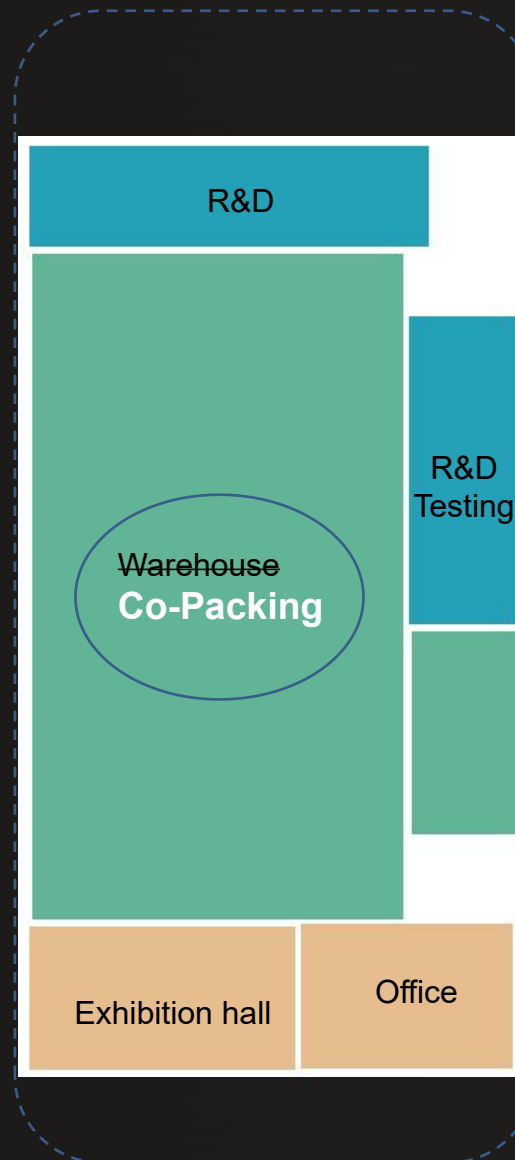 R&D
R&D
Testing
Warehouse
Co-Packing
Exhibition hall
Office